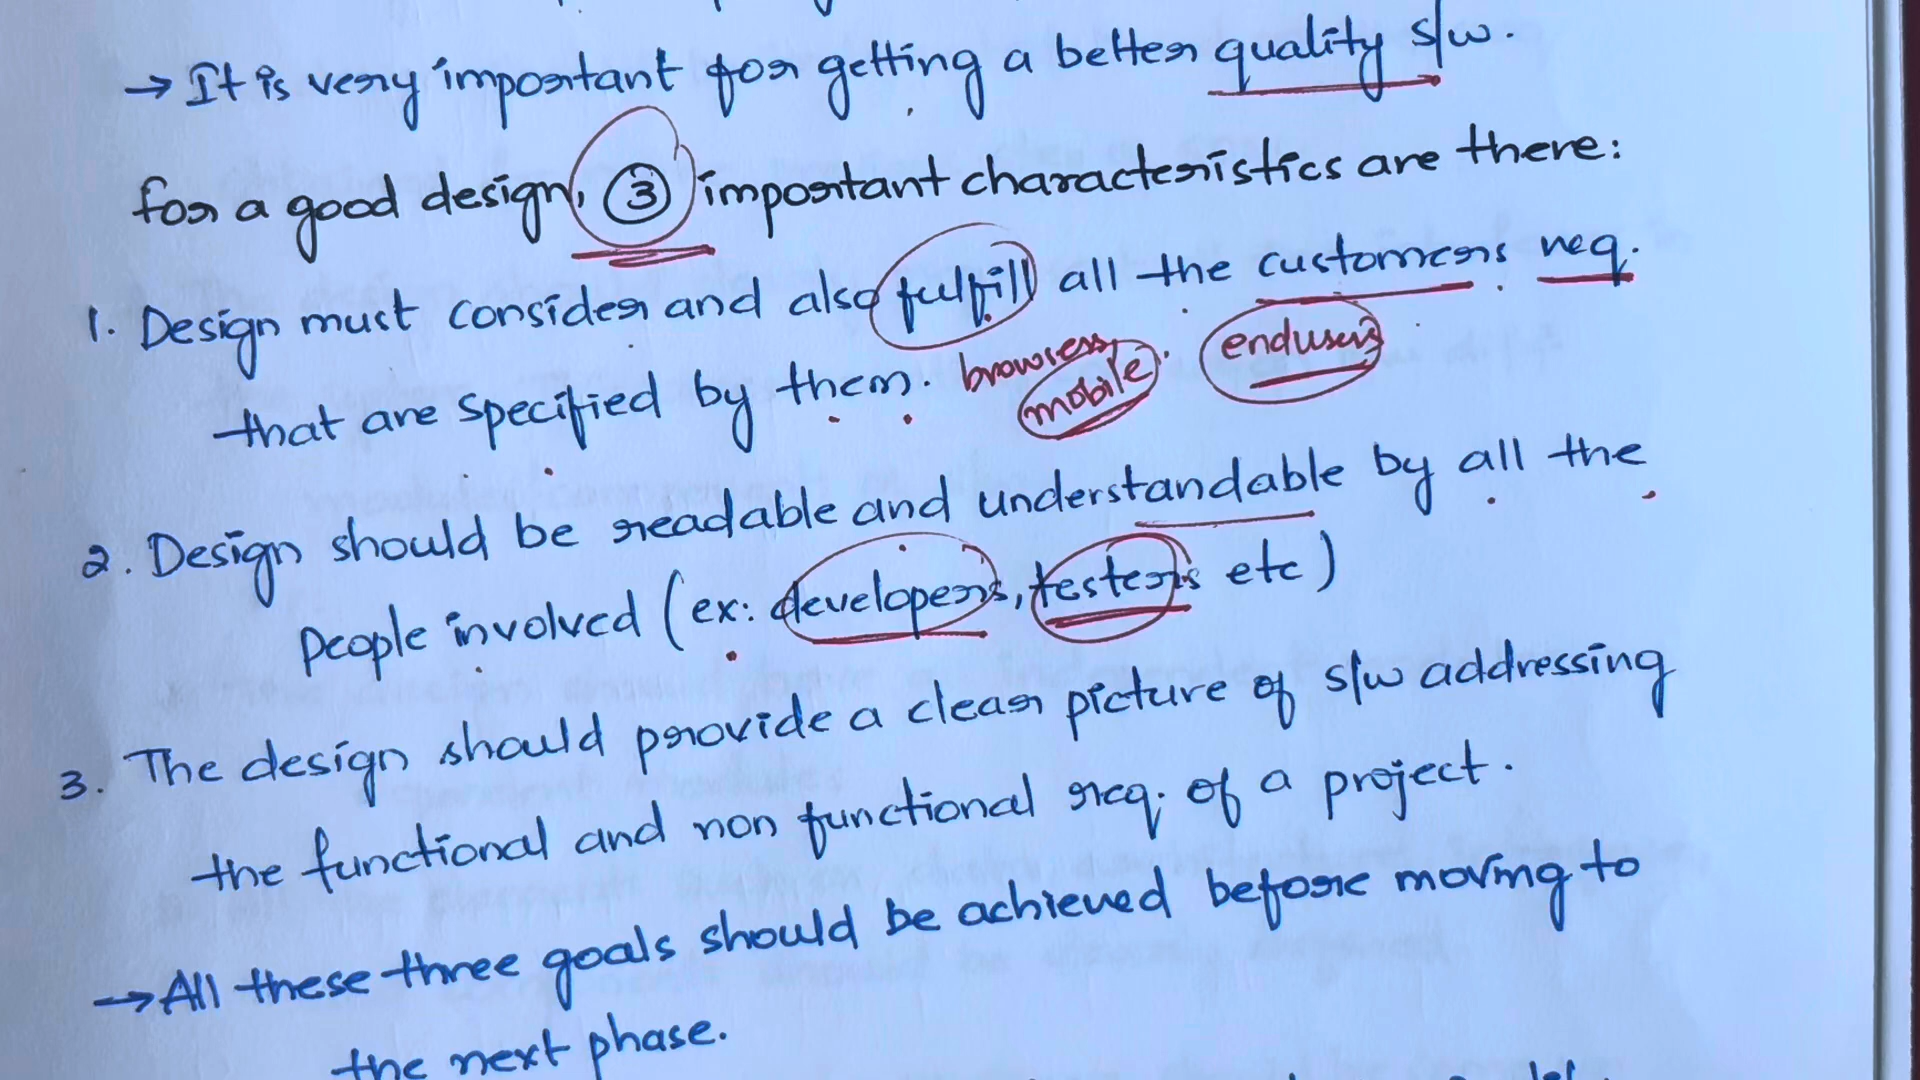 → It is very important for getting a better quality s/w.
for a good design, 3 important characteristics are there:
1. Design must consider and also fulfill all the customers req.
that are specified by them. browsers mobile. endusers
2. Design should be readable and understandable by all the
people involved (ex: developers, testers etc)
3. The design should provide a clear picture of s/w addressing
the functional and non functional req. of a project.
→ All these three goals should be achieved before moving to
the next phase.